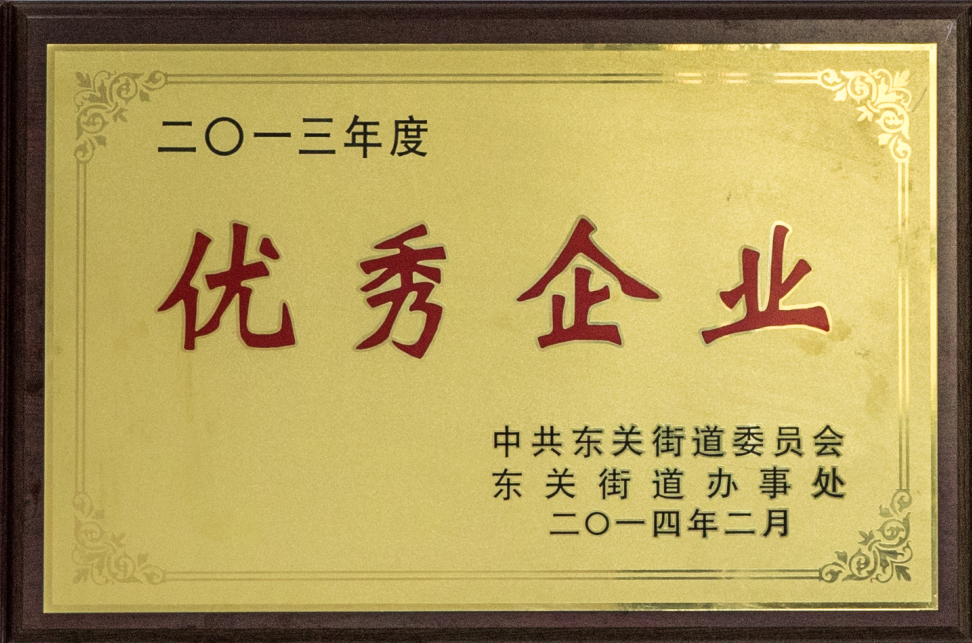 二〇一三年度
优秀企业
中共东关街道委员会
东关街道办事处
二〇一四年二月